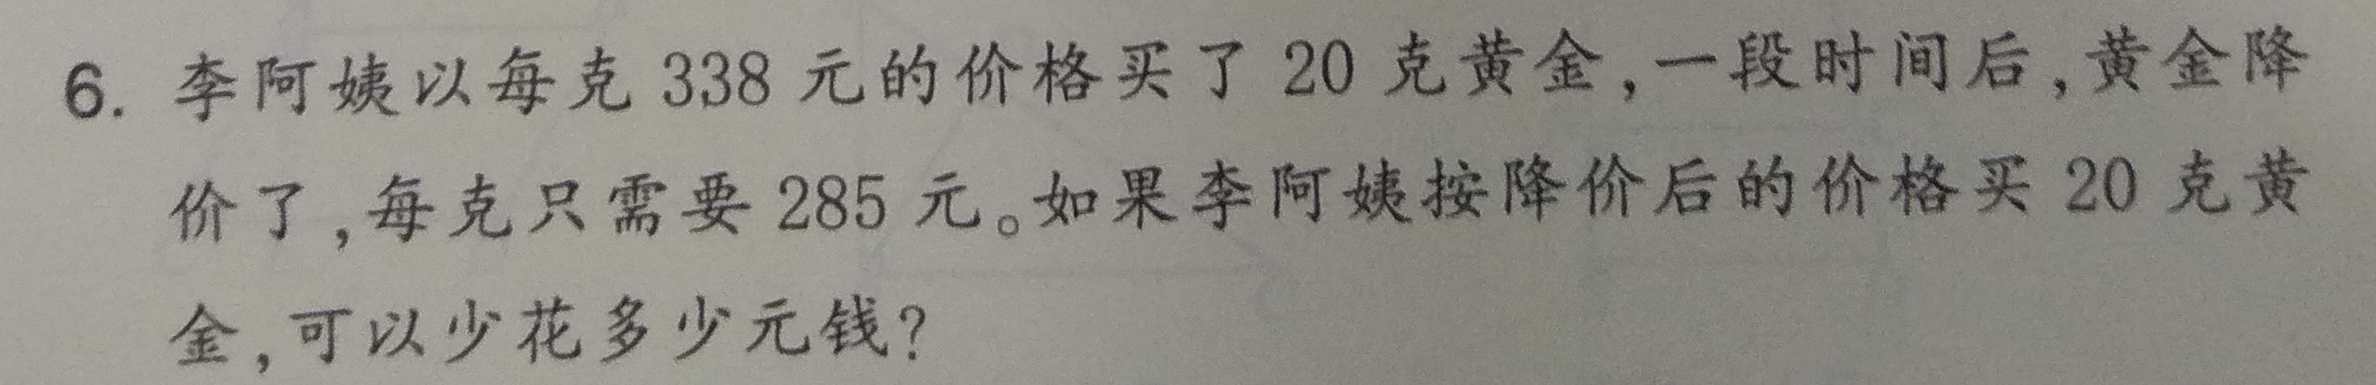 6. 李阿姨以每克 338 元的价格买了 20 克黄金,一段时间后,黄金降
价了,每克只需要 285 元。如果李阿姨按降价后的价格买 20 克黄
金,可以少花多少元钱?